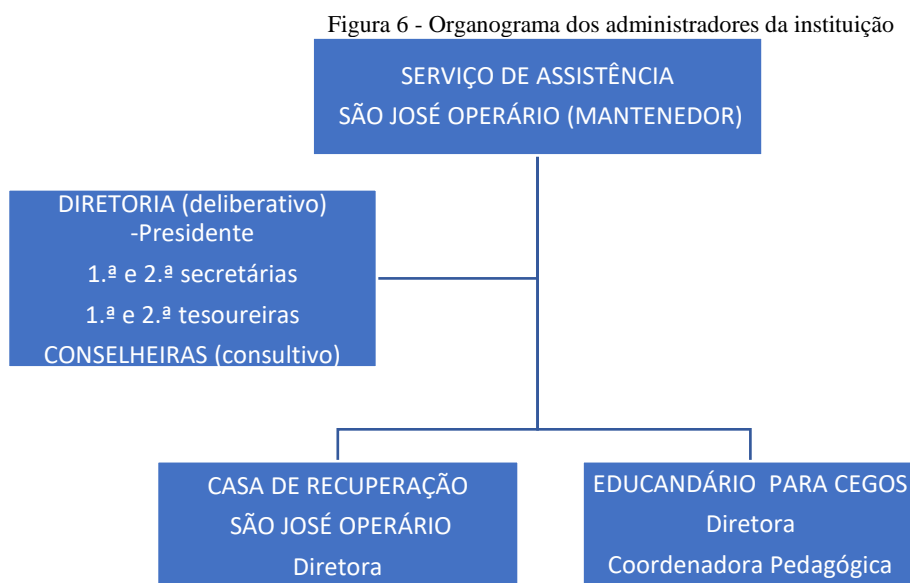 Figura 6 - Organograma dos administradores da instituição
SERVIÇO DE ASSISTÊNCIA
SÃO JOSÉ OPERÁRIO (MANTENEDOR)
DIRETORIA (deliberativo)
-Presidente
1.ª e 2.ª secretárias
1.ª e 2.ª tesoureiras
CONSELHEIRAS (consultivo)
CASA DE RECUPERAÇÃO
SÃO JOSÉ OPERÁRIO
Diretora
EDUCANDÁRIO PARA CEGOS
Diretora
Coordenadora Pedagógica